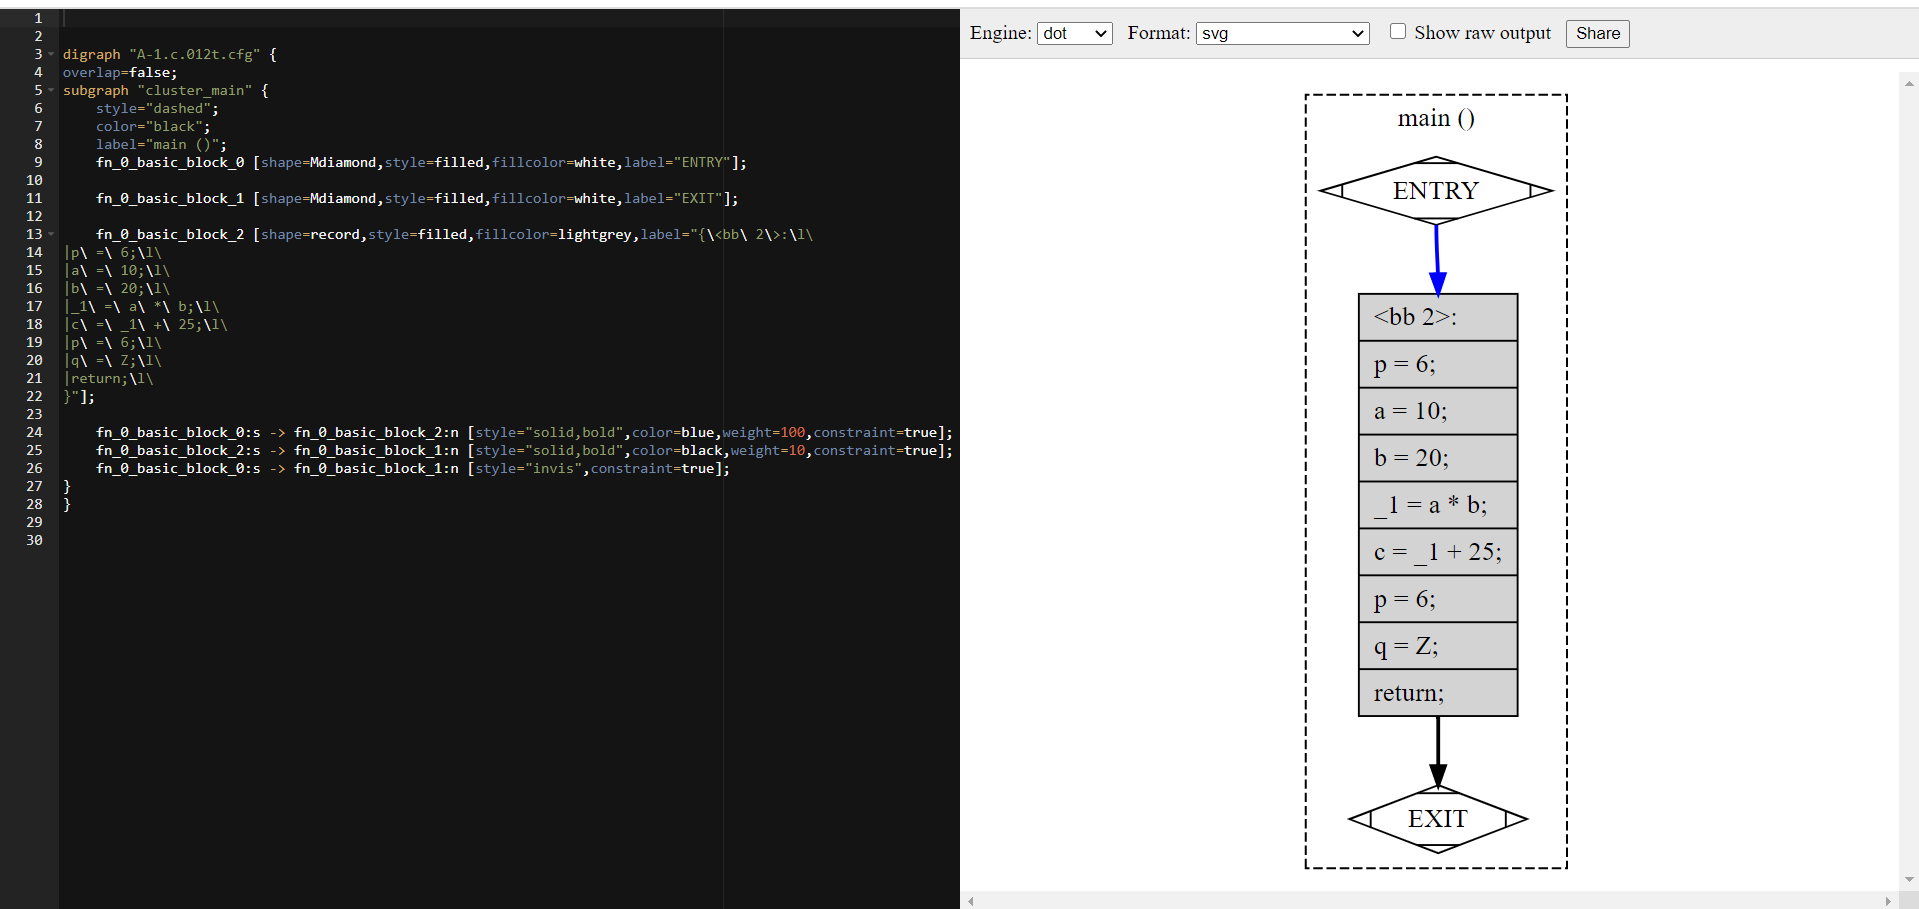 1
2
3 digraph "A-1.c.012t.cfg" {
4 overlap=false;
5 subgraph "cluster_main" {
6     style="dashed";
7     color="black";
8     label="main ()";
9     fn_0_basic_block_0 [shape=Mdiamond,style=filled,fillcolor=white,label="ENTRY"];
10
11     fn_0_basic_block_1 [shape=Mdiamond,style=filled,fillcolor=white,label="EXIT"];
12
13     fn_0_basic_block_2 [shape=record,style=filled,fillcolor=lightgrey,label="{\<bb\ 2\>:\l\
14 |p\ =\ 6;\l\
15 |a\ =\ 10;\l\
16 |b\ =\ 20;\l\
17 |_1\ =\ a\ *\ b;\l\
18 |c\ =\ _1\ +\ 25;\l\
19 |p\ =\ 6;\l\
20 |q\ =\ Z;\l\
21 |return;\l\
22 }"];
23
24     fn_0_basic_block_0:s -> fn_0_basic_block_2:n [style="solid,bold",color=blue,weight=100,constraint=true];
25     fn_0_basic_block_2:s -> fn_0_basic_block_1:n [style="solid,bold",color=black,weight=10,constraint=true];
26     fn_0_basic_block_0:s -> fn_0_basic_block_1:n [style="invis",constraint=true];
27 }
28 }
29
30
Engine: dot Format: svg Show raw output Share
main ()
ENTRY
<bb 2>:
p = 6;
a = 10;
b = 20;
_1 = a * b;
c = _1 + 25;
p = 6;
q = Z;
return;
EXIT